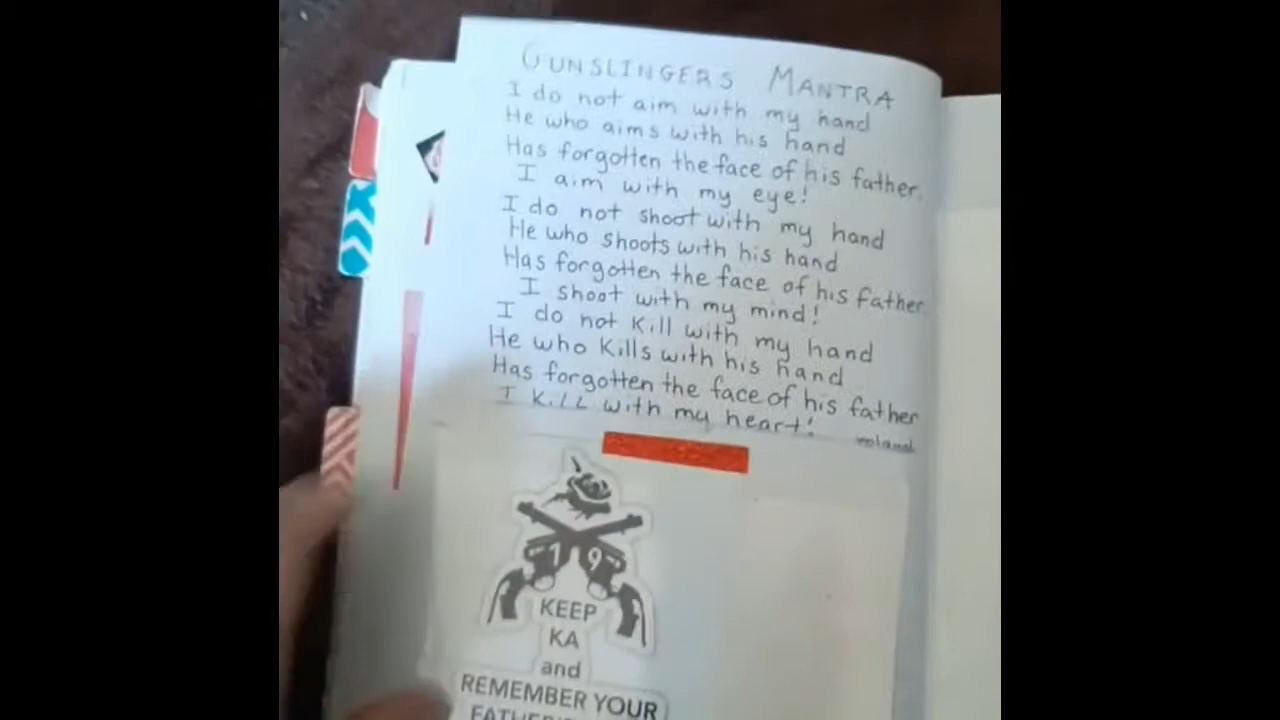 GUNSLINGERS MANTRA
I do not aim with my hand
He who aims with his hand
Has forgotten the face of his father.
I aim with my eye!
I do not shoot with my hand
He who shoots with his hand
Has forgotten the face of his father.
I shoot with my mind!
I do not kill with my hand
He who kills with his hand
Has forgotten the face of his father
I kill with my heart!
roland
19
KEEP
KA
and
REMEMBER YOUR